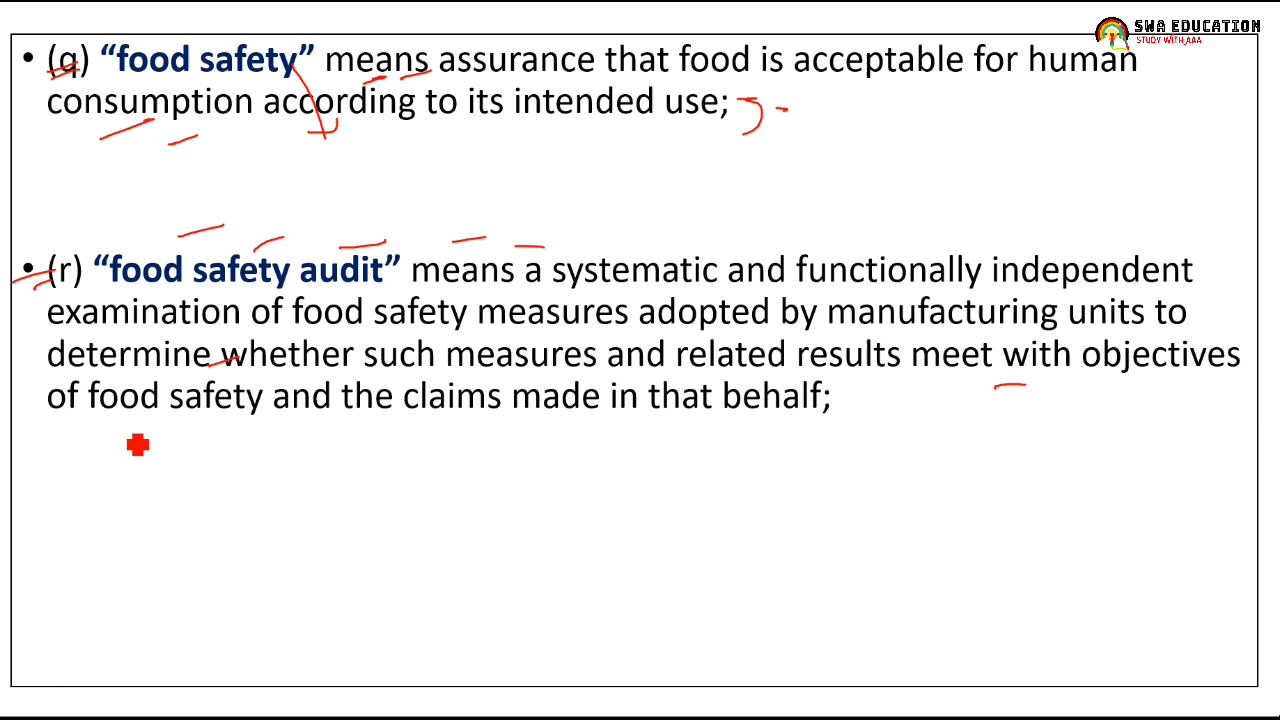 SWA EDUCATION
STUDY WITH AAA
• (q) “food safety” means assurance that food is acceptable for human
consumption according to its intended use;
• (r) “food safety audit” means a systematic and functionally independent
examination of food safety measures adopted by manufacturing units to
determine whether such measures and related results meet with objectives
of food safety and the claims made in that behalf;